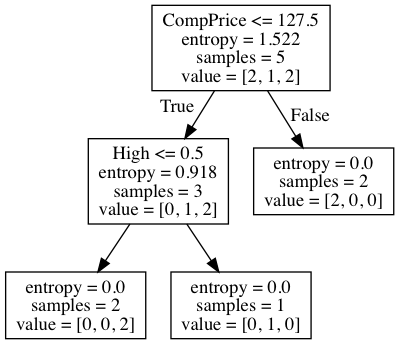 CompPrice <= 127.5
entropy = 1.522
samples = 5
value = [2, 1, 2]
True
False
High <= 0.5
entropy = 0.918
samples = 3
value = [0, 1, 2]
entropy = 0.0
samples = 2
value = [2, 0, 0]
entropy = 0.0
samples = 2
value = [0, 0, 2]
entropy = 0.0
samples = 1
value = [0, 1, 0]